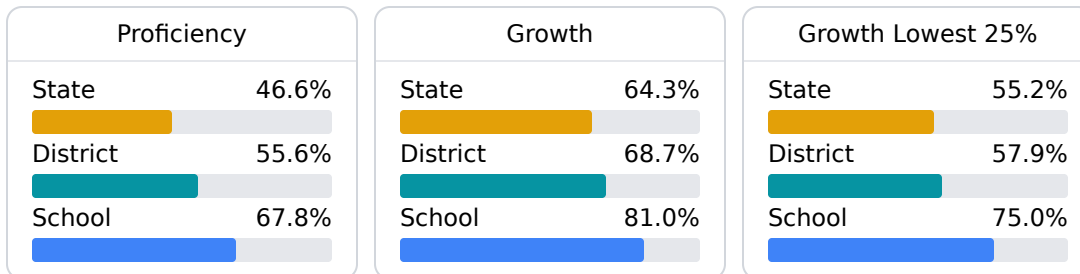 Proficiency
State 46.6%
District 55.6%
School 67.8%
Growth
State 64.3%
District 68.7%
School 81.0%
Growth Lowest 25%
State 55.2%
District 57.9%
School 75.0%